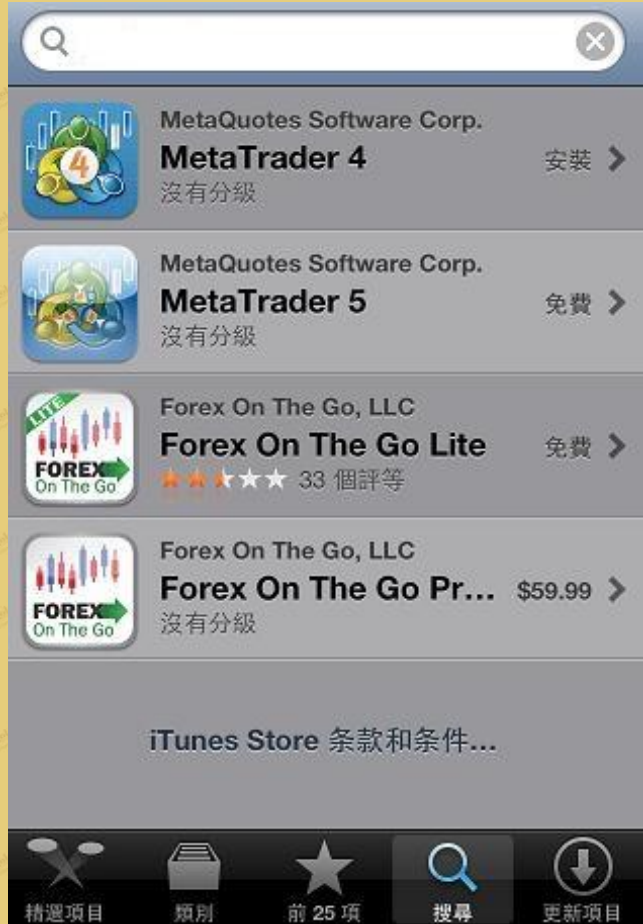 MetaQuotes Software Corp.
MetaTrader 4
安裝
沒有分級
4
MetaQuotes Software Corp.
MetaTrader 5
免費
沒有分級
Forex On The Go, LLC
Forex On The Go Lite
免費
33 個評等
LITE
FOREX
On The Go
Forex On The Go, LLC
Forex On The Go Pr...
$59.99
沒有分級
FOREX
On The Go
iTunes Store 条款和条件...
精選項目
類別
前 25 項
搜尋
更新項目